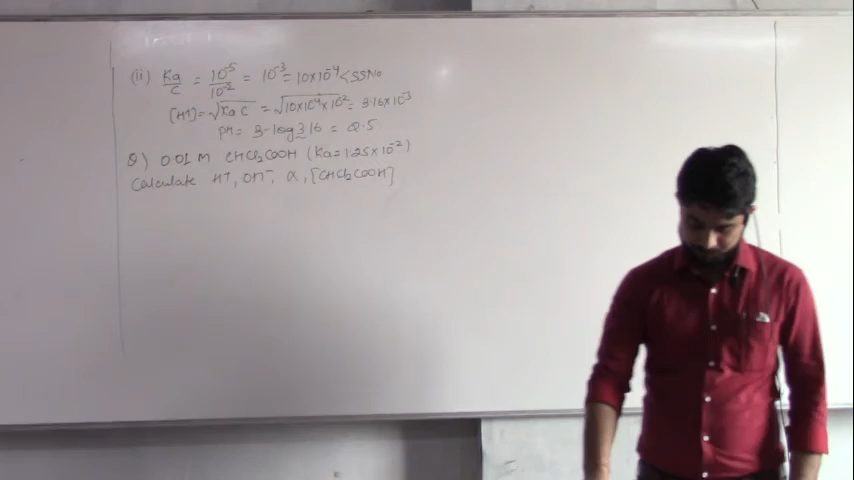 (ii) Ka/C = 10⁻⁵/10⁻² = 10⁻³ = 10×10⁻⁴ <
[H+] = √Ka C = √10×10⁻⁴×10⁻² = 3.16×10⁻³
pH = 3-log 3.16 = 2.5
Q) 0.01 M CHCl₂COOH (Ka=1.25×10⁻²)
Calculate H+, OH⁻, α, [CHCl₂COOH]